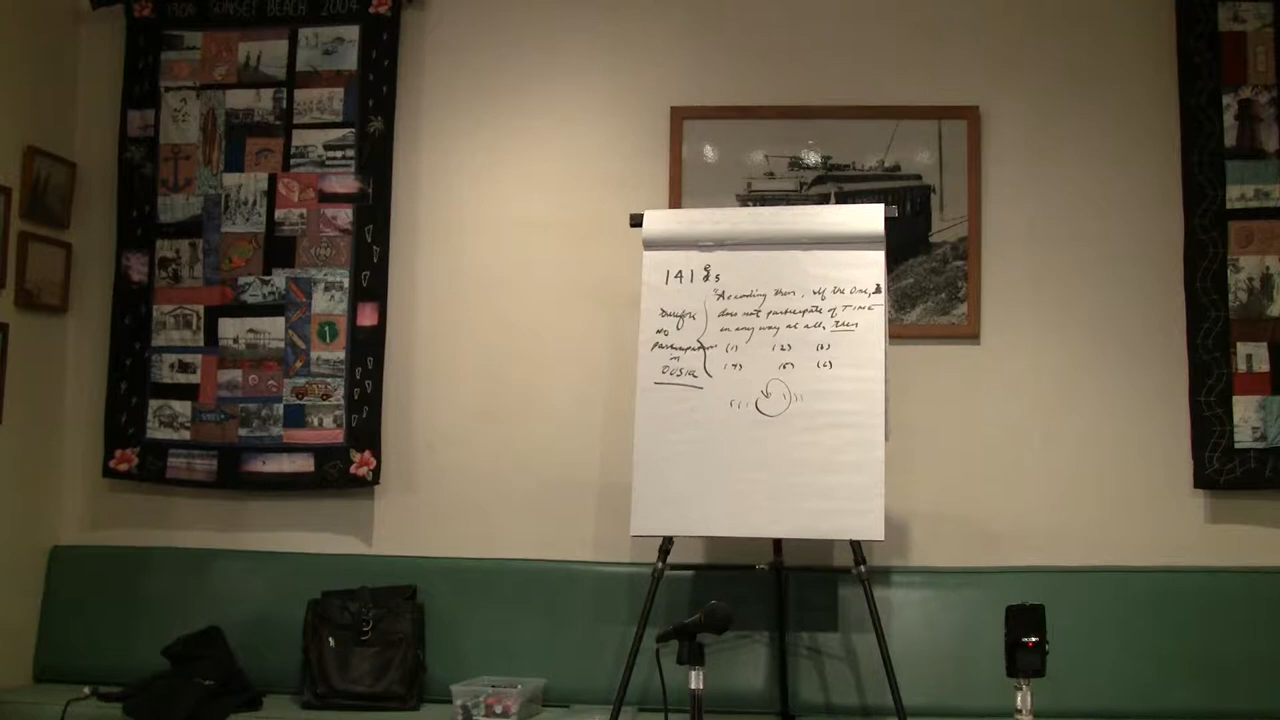 1904 SUNSET BEACH 2004
141 e5
"According then, if the One,
does not participate of TIME
in any way at all, then
(1) (2) (3)
(4) (5) (6)
Therefore
NO
participation
in
OUSIA